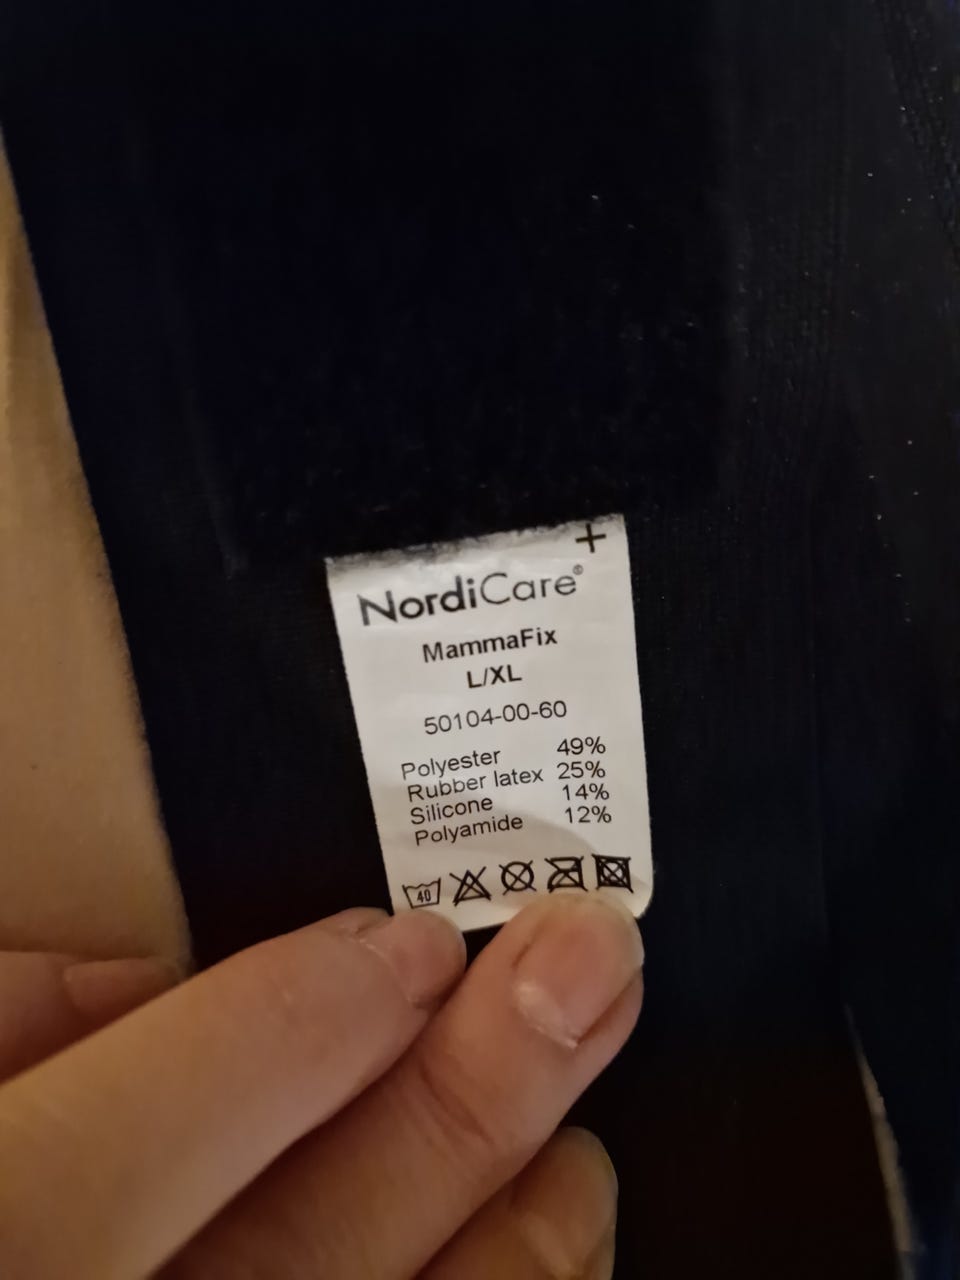 +
NordiCare®
MammaFix
L/XL
50104-00-60
Polyester 49%
Rubber latex 25%
Silicone 14%
Polyamide 12%
40